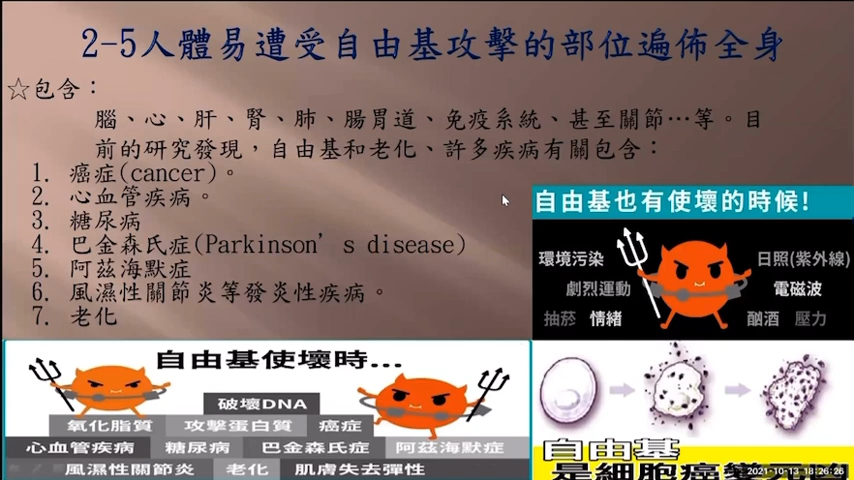 2-5人體易遭受自由基攻擊的部位遍佈全身
☆包含：
腦、心、肝、腎、肺、腸胃道、免疫系統、甚至關節…等。目
前的研究發現，自由基和老化、許多疾病有關包含：
1. 癌症(cancer)。
2. 心血管疾病。
3. 糖尿病
4. 巴金森氏症(Parkinson’s disease)
5. 阿茲海默症
6. 風濕性關節炎等發炎性疾病。
7. 老化
自由基也有使壞的時候!
環境污染 日照(紫外線)
劇烈運動 電磁波
抽菸 情緒 酗酒 壓力
自由基使壞時...
破壞DNA
氧化脂質 攻擊蛋白質 癌症
心血管疾病 糖尿病 巴金森氏症 阿茲海默症
風濕性關節炎 老化 肌膚失去彈性
自由基
是細胞癌變
2021-10-13 18:26:26